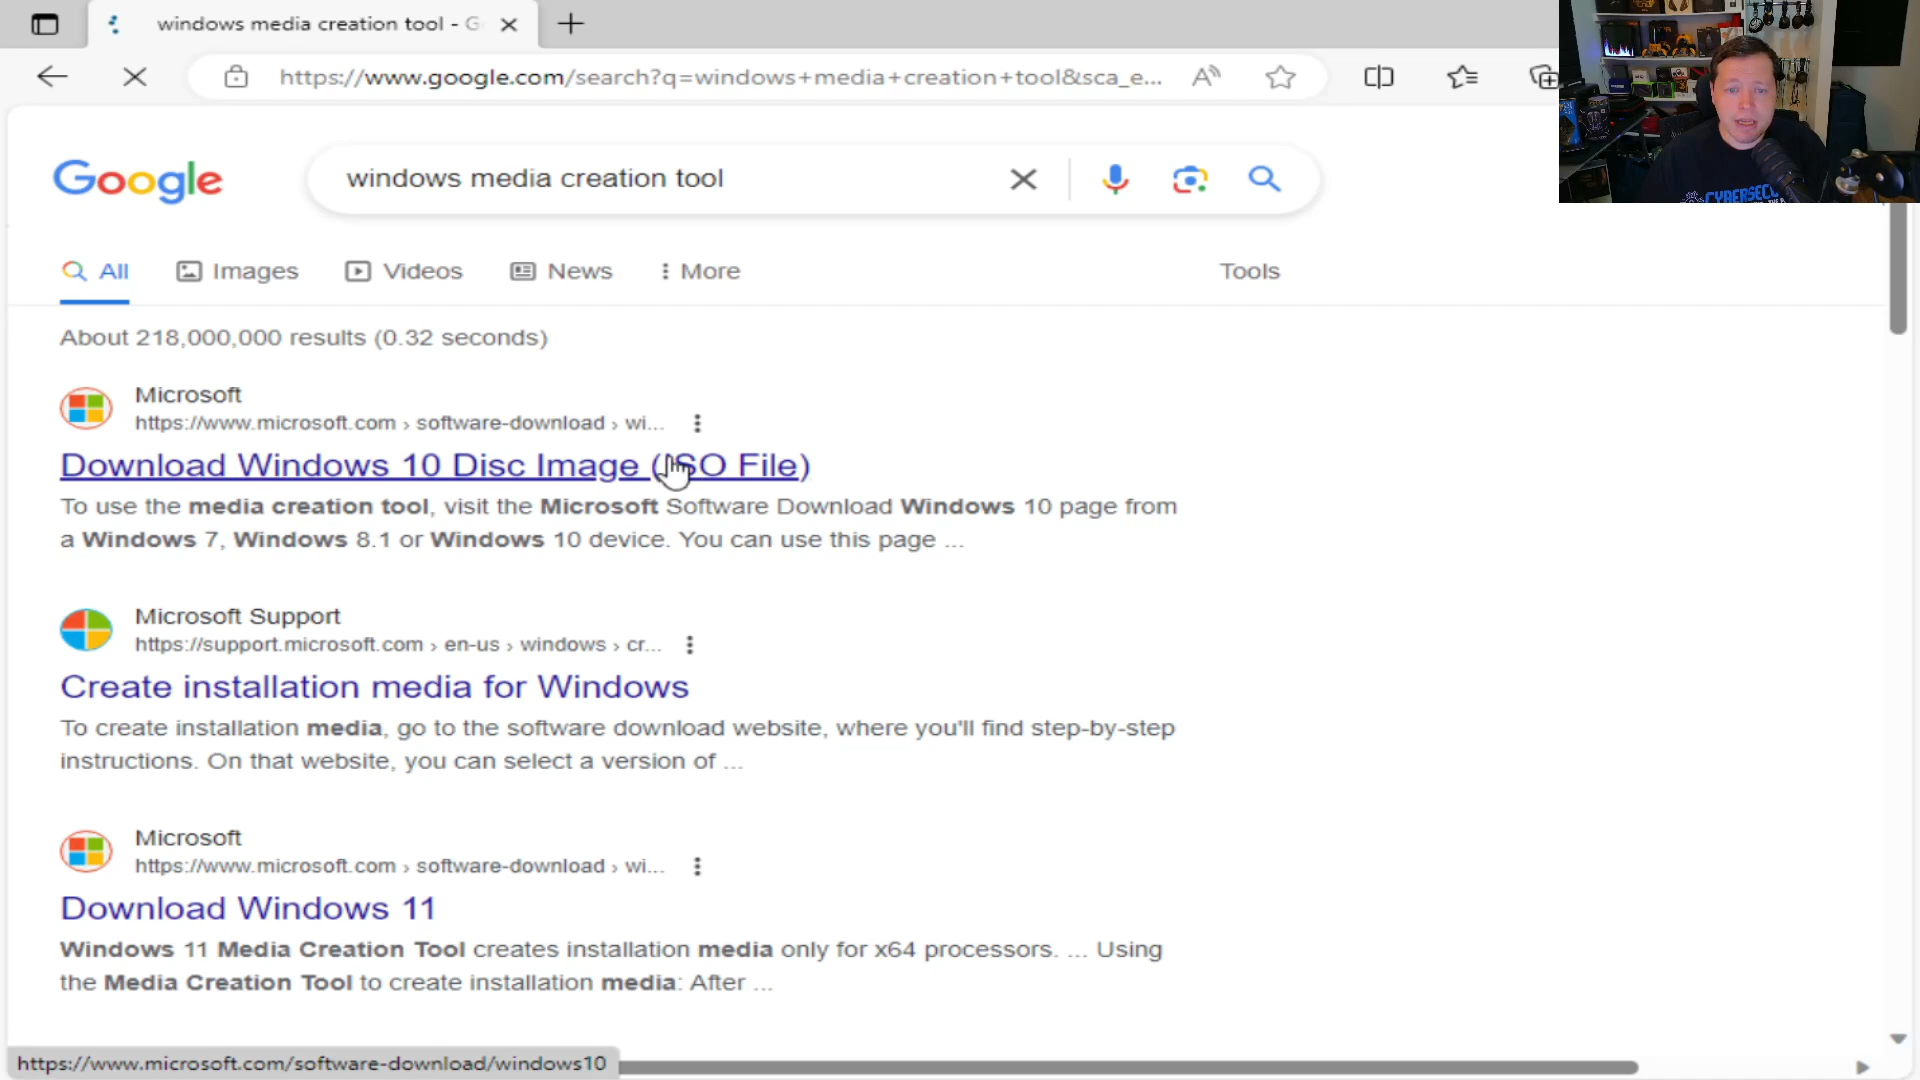 windows media creation tool - G
https://www.google.com/search?q=windows+media+creation+tool&sca_e...
Google
windows media creation tool
All
Images
Videos
News
More
Tools
About 218,000,000 results (0.32 seconds)
Microsoft
https://www.microsoft.com › software-download › wi...
Download Windows 10 Disc Image (ISO File)
To use the media creation tool, visit the Microsoft Software Download Windows 10 page from
a Windows 7, Windows 8.1 or Windows 10 device. You can use this page ...
Microsoft Support
https://support.microsoft.com › en-us › windows › cr...
Create installation media for Windows
To create installation media, go to the software download website, where you'll find step-by-step
instructions. On that website, you can select a version of ...
Microsoft
https://www.microsoft.com › software-download › wi...
Download Windows 11
Windows 11 Media Creation Tool creates installation media only for x64 processors. ... Using
the Media Creation Tool to create installation media: After ...
https://www.microsoft.com/software-download/windows10